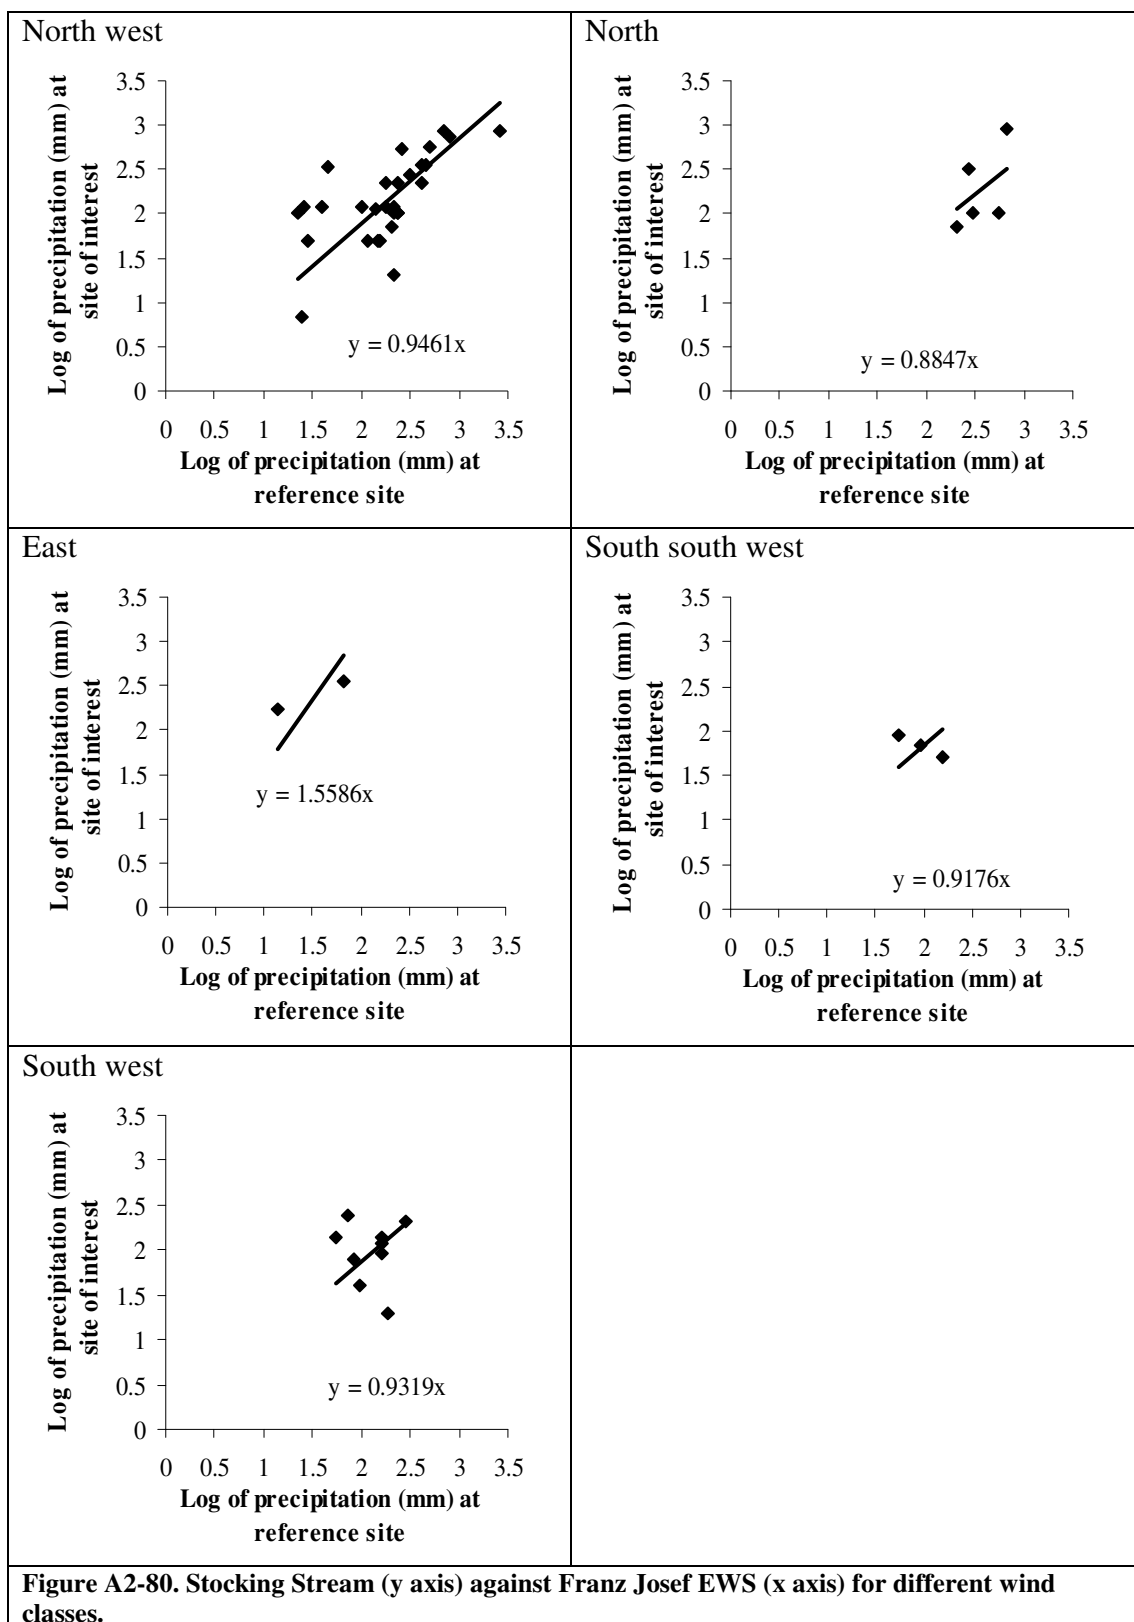 North west
Log of precipitation (mm) at
site of interest
3.5
3
2.5
2
1.5
1
0.5
0
y = 0.9461x
0 0.5 1 1.5 2 2.5 3 3.5
Log of precipitation (mm) at
reference site
North
Log of precipitation (mm) at
site of interest
3.5
3
2.5
2
1.5
1
0.5
0
y = 0.8847x
0 0.5 1 1.5 2 2.5 3 3.5
Log of precipitation (mm) at
reference site
East
Log of precipitation (mm) at
site of interest
3.5
3
2.5
2
1.5
1
0.5
0
y = 1.5586x
0 0.5 1 1.5 2 2.5 3 3.5
Log of precipitation (mm) at
reference site
South south west
Log of precipitation (mm) at
site of interest
3.5
3
2.5
2
1.5
1
0.5
0
y = 0.9176x
0 0.5 1 1.5 2 2.5 3 3.5
Log of precipitation (mm) at
reference site
South west
Log of precipitation (mm) at
site of interest
3.5
3
2.5
2
1.5
1
0.5
0
y = 0.9319x
0 0.5 1 1.5 2 2.5 3 3.5
Log of precipitation (mm) at
reference site
Figure A2-80. Stocking Stream (y axis) against Franz Josef EWS (x axis) for different wind
classes.